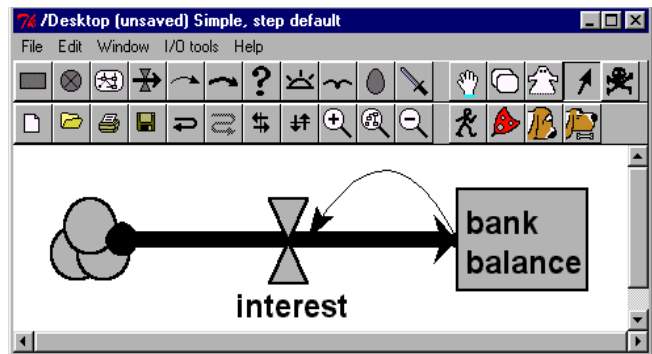 /Desktop (unsaved) Simple, step default
File Edit Window I/O tools Help
?
bank
balance
interest